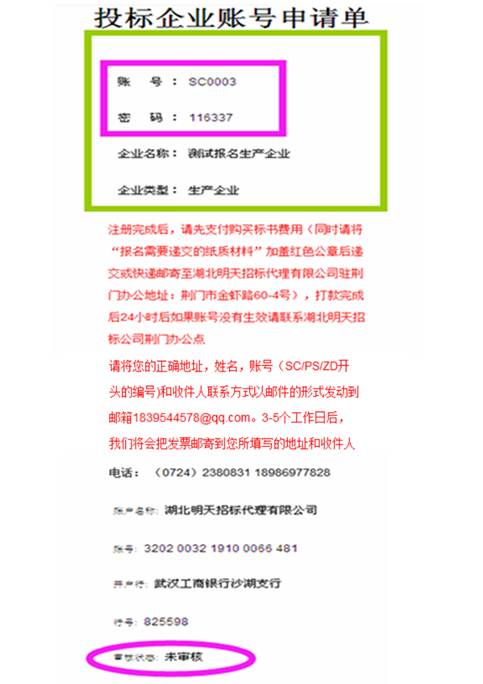 投标企业账号申请单
账 号 : SC0003
密 码 : 116337
企业名称: 测试报名生产企业
企业类型: 生产企业
注册完成后，请先支付购买标书费用（同时请将
“报名需要递交的纸质材料”加盖红色公章后递
交或快递邮寄至湖北明天招标代理有限公司驻荆
门办公地址：荆门市金虾路60-4号），打款完成
后24小时后如果账号没有生效请联系湖北明天招
标公司荆门办公点
请将您的正确地址，姓名，账号（SC/PS/ZD开
头的编号)和收件人联系方式以邮件的形式发动到
邮箱1839544578@qq.com。3-5个工作日后，
我们将会把发票邮寄到您所填写的地址和收件人
电话： （0724）2380831 18986977828
账户名称: 湖北明天招标代理有限公司
账号: 3202 0032 1910 0066 481
开户行: 武汉工商银行沙湖支行
行号: 825598
审核状态: 未审核